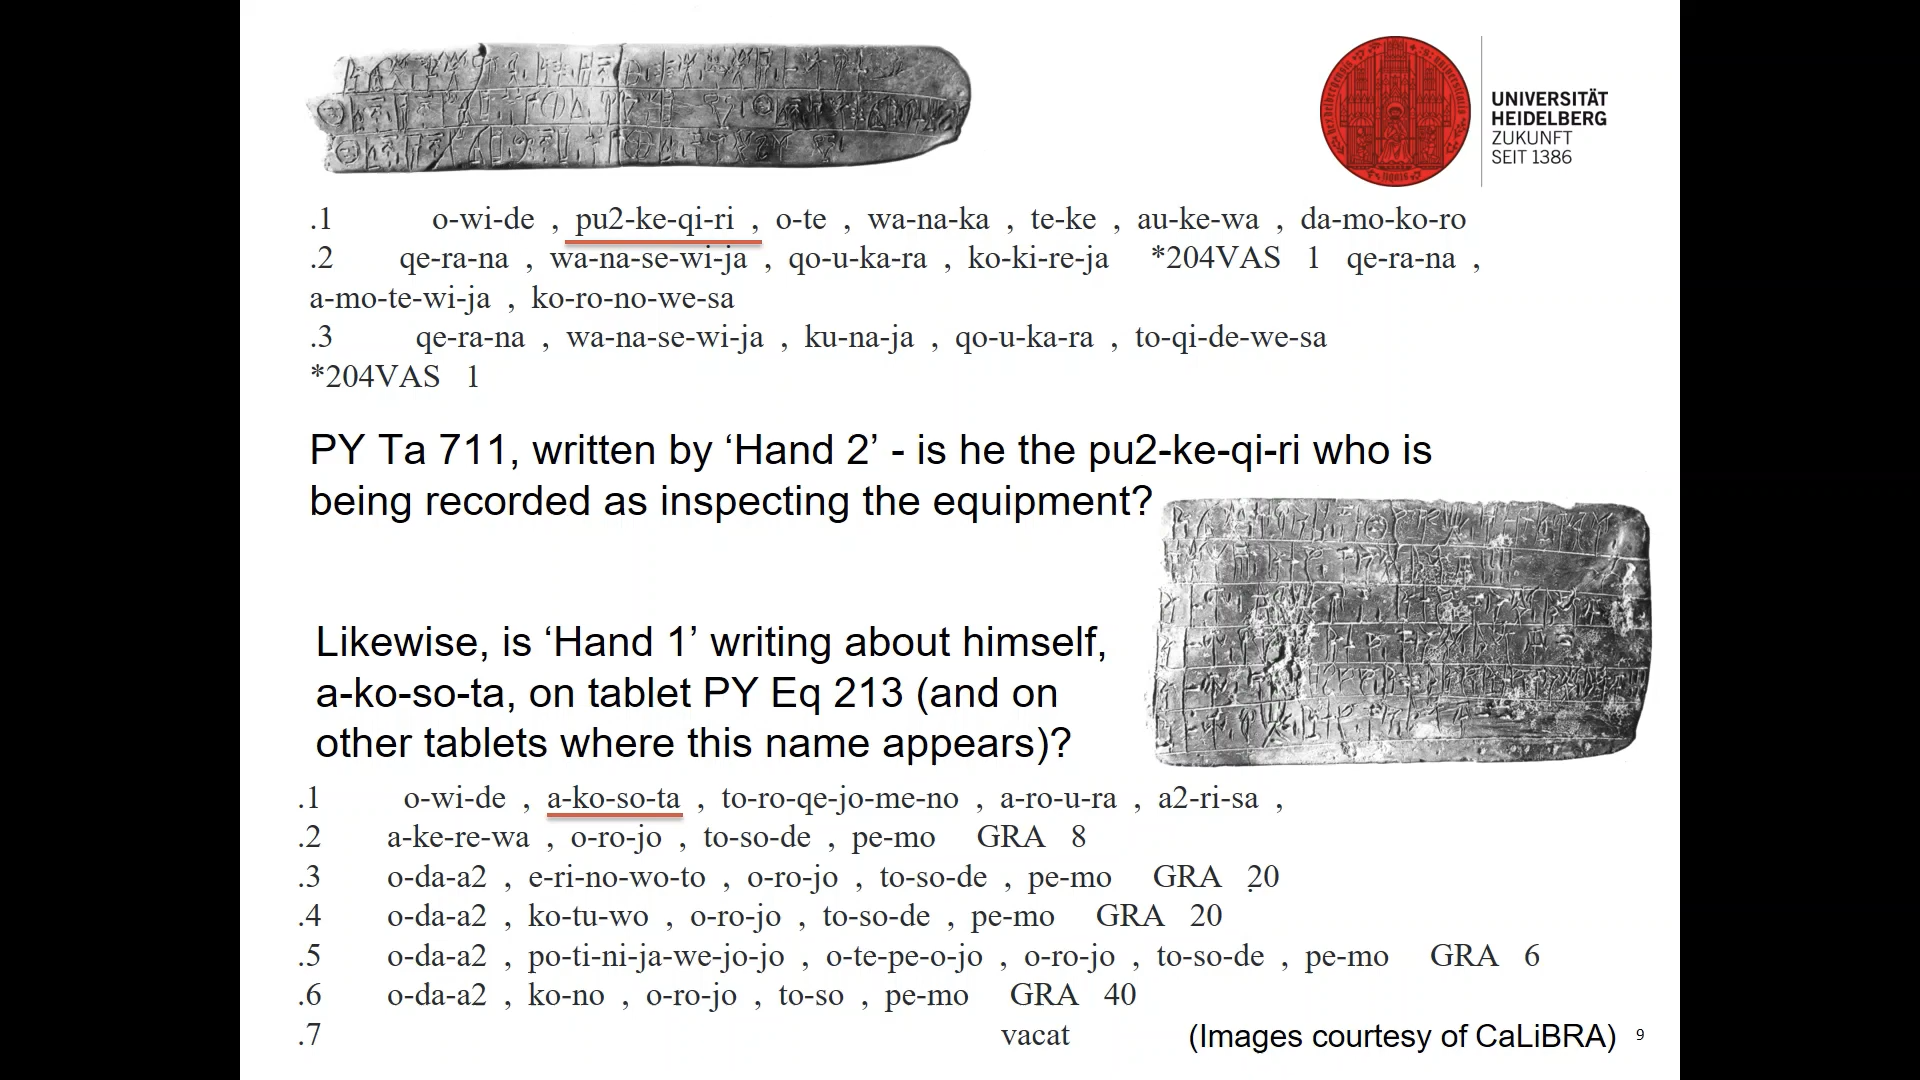 UNIVERSITÄT
HEIDELBERG
ZUKUNFT
SEIT 1386
.1 o-wi-de , pu2-ke-qi-ri , o-te , wa-na-ka , te-ke , au-ke-wa , da-mo-ko-ro
.2 qe-ra-na , wa-na-se-wi-ja , qo-u-ka-ra , ko-ki-re-ja *204VAS 1 qe-ra-na ,
a-mo-te-wi-ja , ko-ro-no-we-sa
.3 qe-ra-na , wa-na-se-wi-ja , ku-na-ja , qo-u-ka-ra , to-qi-de-we-sa
*204VAS 1
PY Ta 711, written by ‘Hand 2’ - is he the pu2-ke-qi-ri who is
being recorded as inspecting the equipment?
Likewise, is ‘Hand 1’ writing about himself,
a-ko-so-ta, on tablet PY Eq 213 (and on
other tablets where this name appears)?
.1 o-wi-de , a-ko-so-ta , to-ro-qe-jo-me-no , a-ro-u-ra , a2-ri-sa ,
.2 a-ke-re-wa , o-ro-jo , to-so-de , pe-mo GRA 8
.3 o-da-a2 , e-ri-no-wo-to , o-ro-jo , to-so-de , pe-mo GRA 2̣0
.4 o-da-a2 , ko-tu-wo , o-ro-jo , to-so-de , pe-mo GRA 20
.5 o-da-a2 , po-ti-ni-ja-we-jo-jo , o-te-pe-o-jo , o-ro-jo , to-so-de , pe-mo GRA 6
.6 o-da-a2 , ko-no , o-ro-jo , to-so , pe-mo GRA 40
.7 vacat
(Images courtesy of CaLiBRA) 9